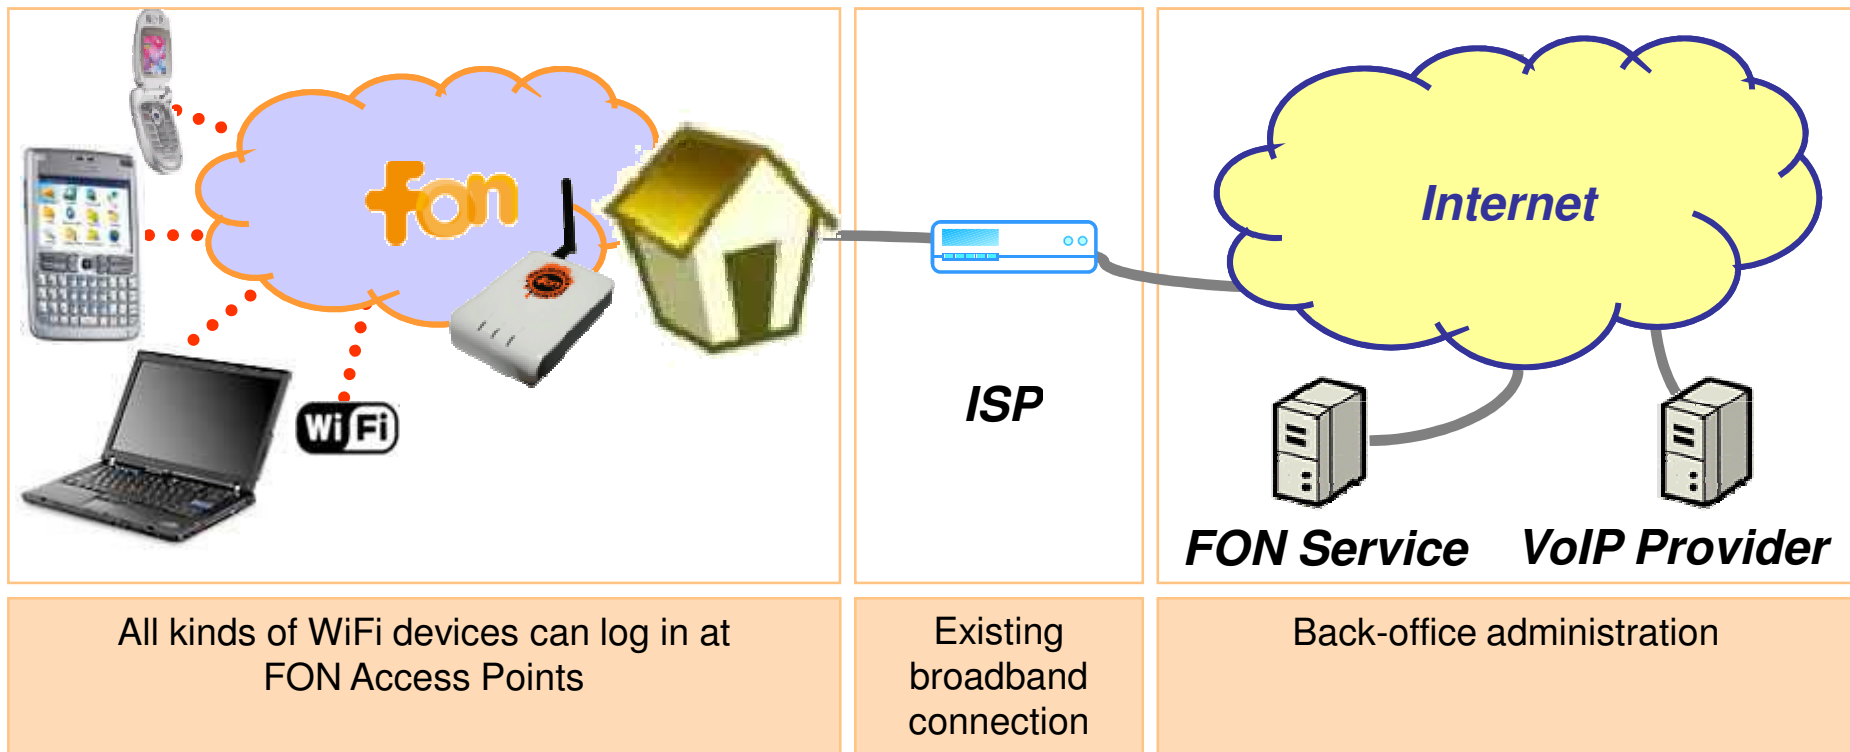 fon
Internet
WiFi
ISP
FON Service
VoIP Provider
All kinds of WiFi devices can log in at
FON Access Points
Existing
broadband
connection
Back-office administration